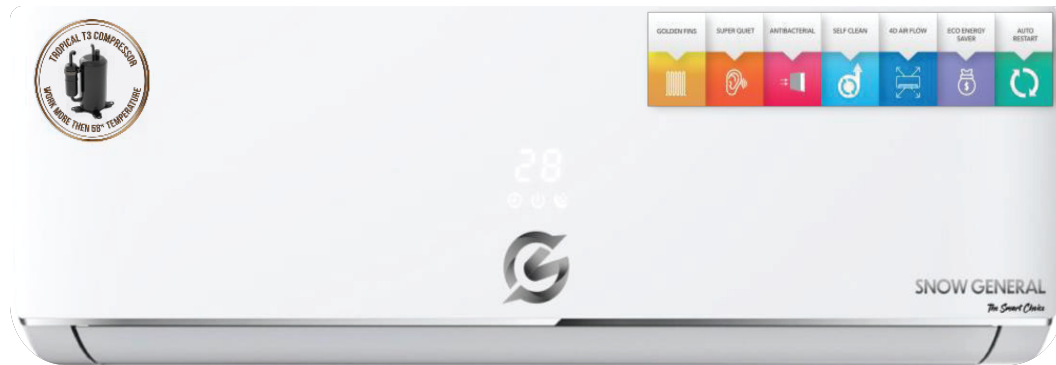 TROPICAL T3 COMPRESSOR
WORK MORE THEN 58°ᶜ TEMPERATURE
GOLDEN FINS
SUPER QUIET
ANTIBACTERIAL
SELF CLEAN
4D AIR FLOW
ECO ENERGY
SAVER
AUTO
RESTART
$
28
SNOW GENERAL
The Smart Choice